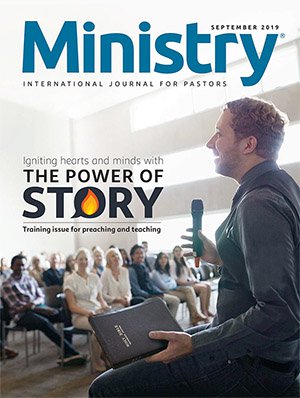 SEPTEMBER 2019
Ministry®
INTERNATIONAL JOURNAL FOR PASTORS
Igniting hearts and minds with
THE POWER OF
STORY
Training issue for preaching and teaching
HOLY BIBLE